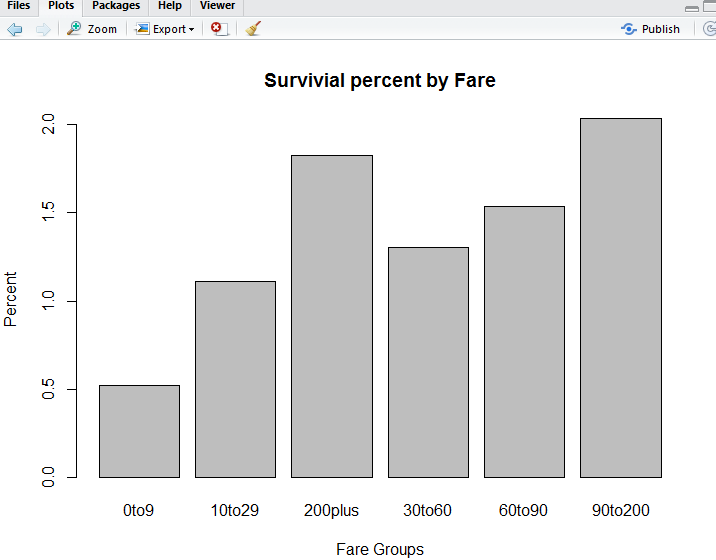 Files Plots Packages Help Viewer
Zoom Export Publish
Survivial percent by Fare
Percent
2.0
1.5
1.0
0.5
0.0
0to9 10to29 200plus 30to60 60to90 90to200
Fare Groups